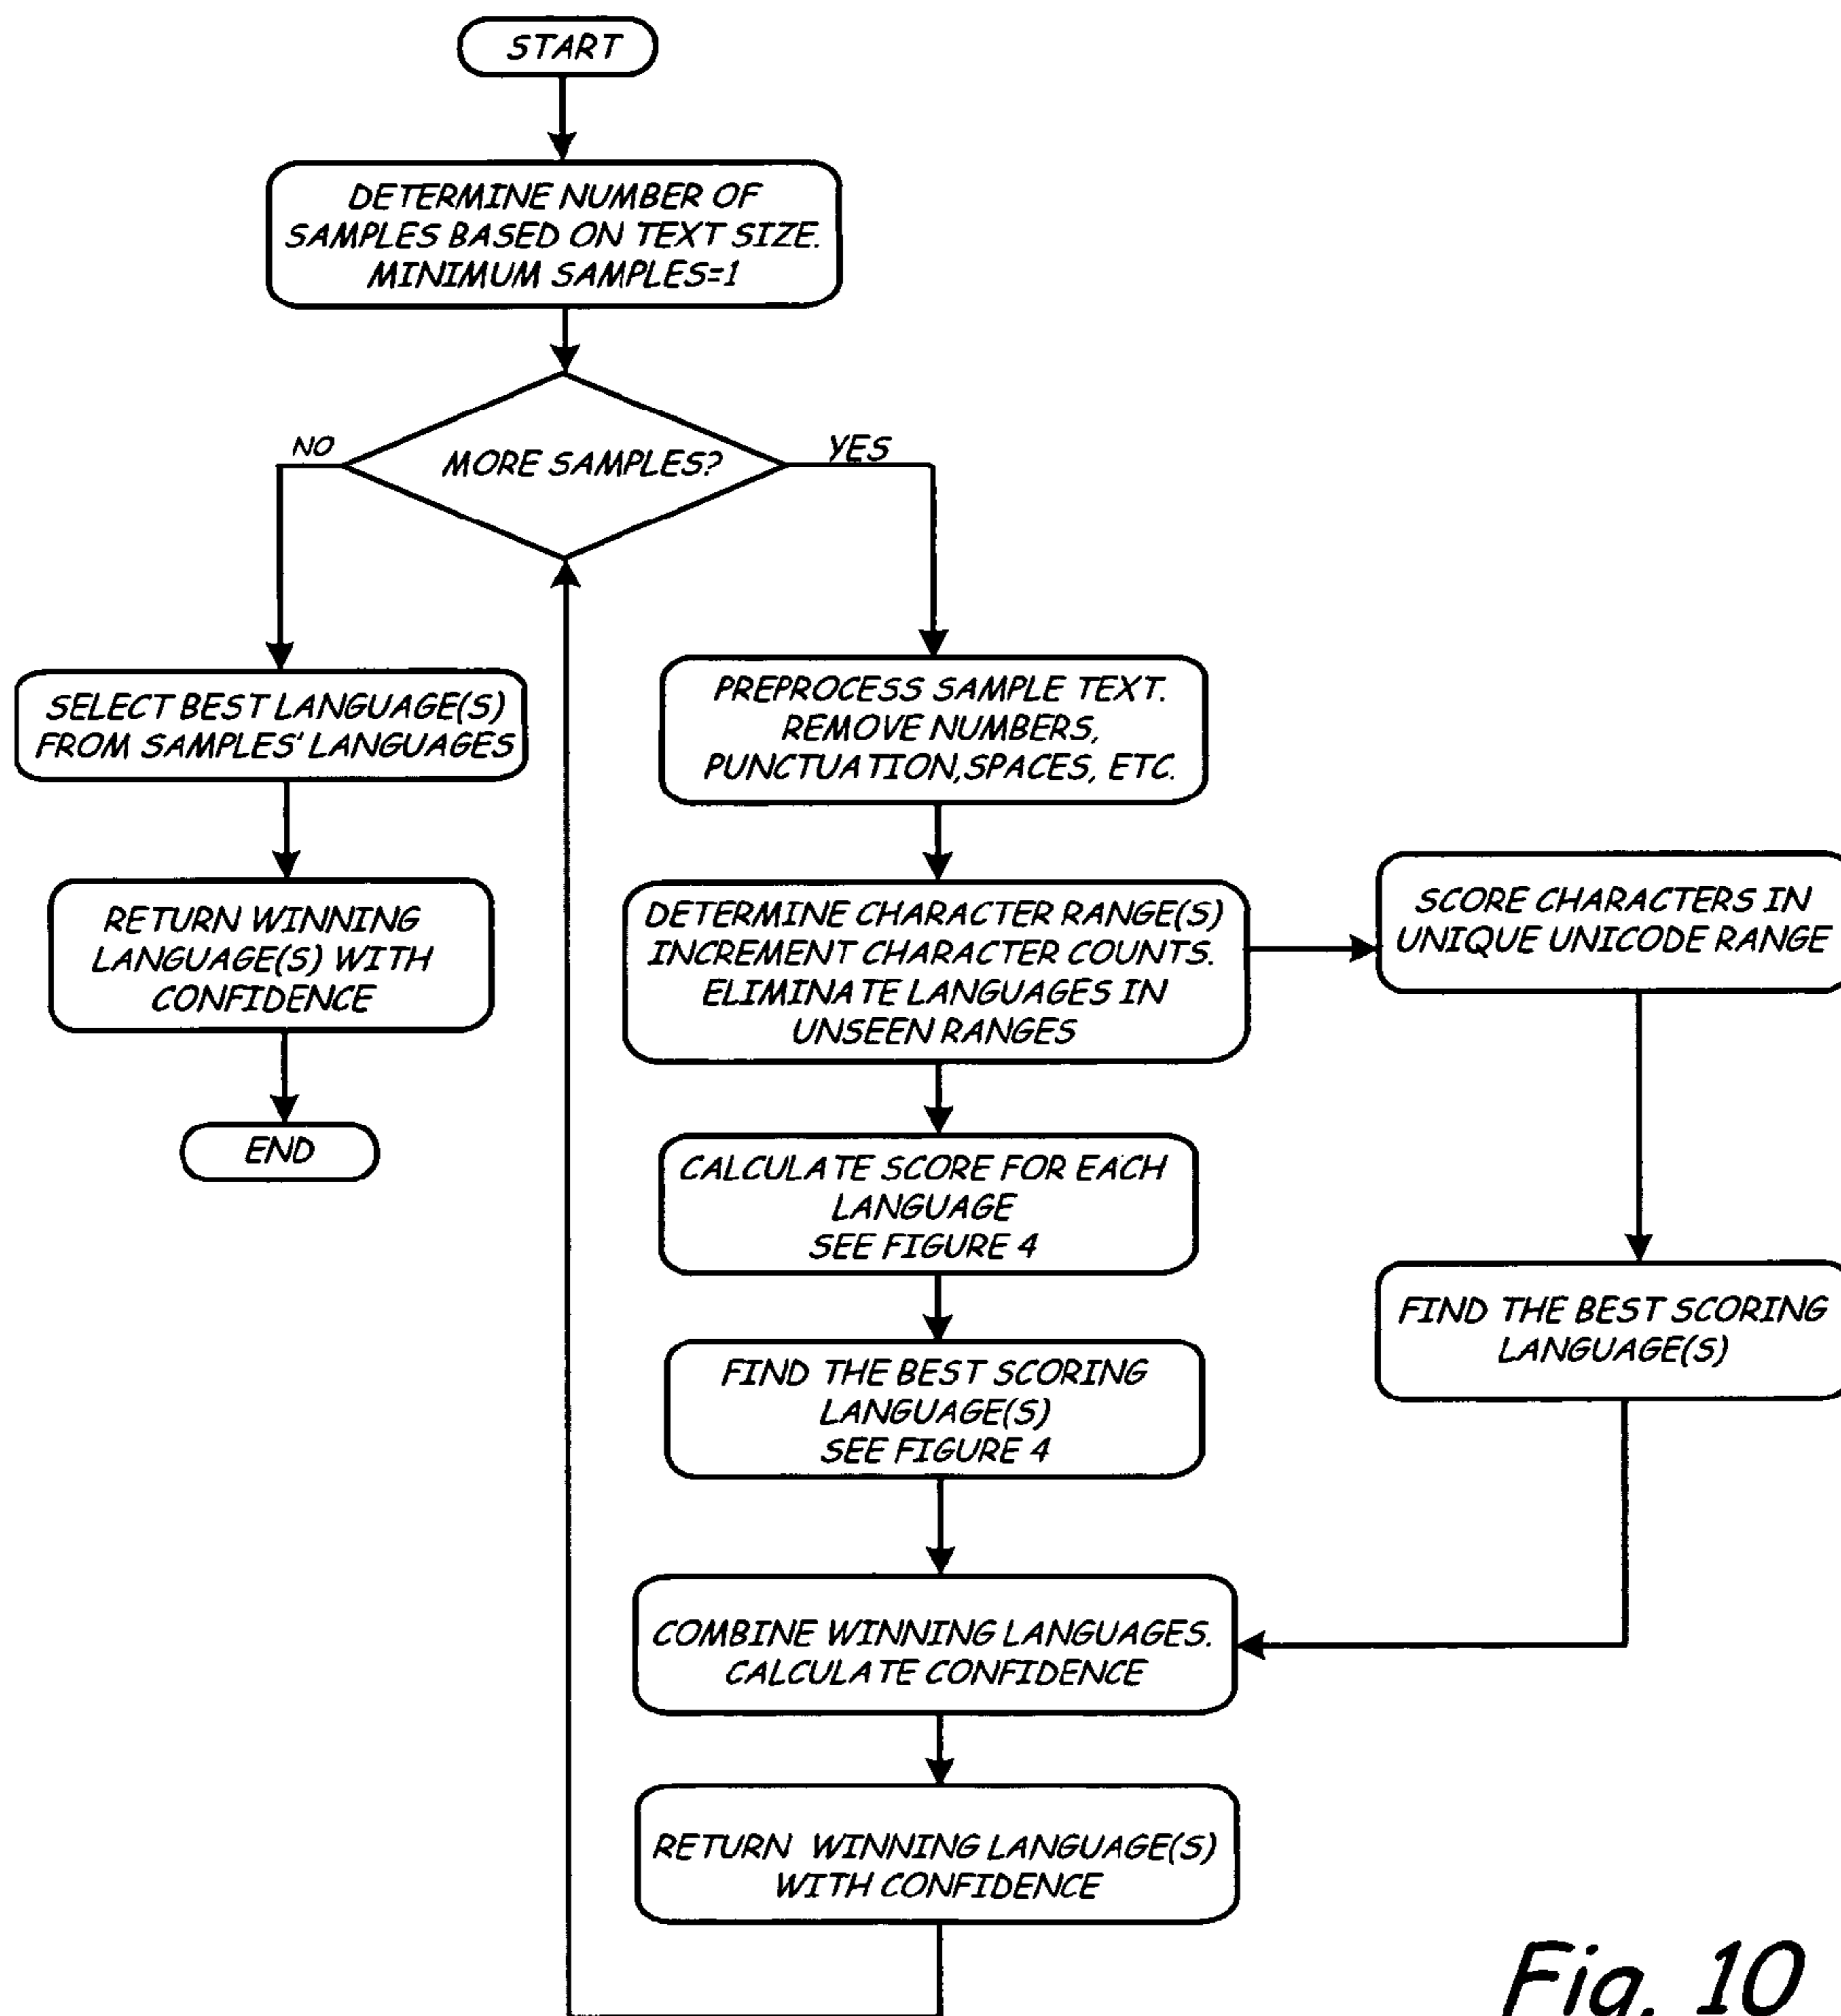 START
DETERMINE NUMBER OF
SAMPLES BASED ON TEXT SIZE.
MINIMUM SAMPLES=1
MORE SAMPLES?
NO
YES
SELECT BEST LANGUAGE(S)
FROM SAMPLES' LANGUAGES
RETURN WINNING
LANGUAGE(S) WITH
CONFIDENCE
END
PREPROCESS SAMPLE TEXT.
REMOVE NUMBERS,
PUNCTUATION,SPACES, ETC.
DETERMINE CHARACTER RANGE(S)
INCREMENT CHARACTER COUNTS.
ELIMINATE LANGUAGES IN
UNSEEN RANGES
SCORE CHARACTERS IN
UNIQUE UNICODE RANGE
CALCULATE SCORE FOR EACH
LANGUAGE
SEE FIGURE 4
FIND THE BEST SCORING
LANGUAGE(S)
FIND THE BEST SCORING
LANGUAGE(S)
SEE FIGURE 4
COMBINE WINNING LANGUAGES.
CALCULATE CONFIDENCE
RETURN WINNING LANGUAGE(S)
WITH CONFIDENCE
Fig. 10